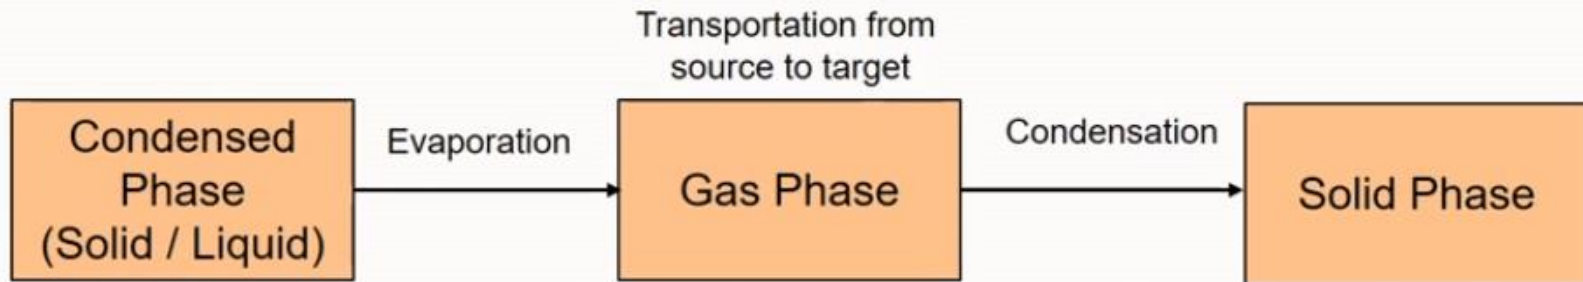 Transportation from
source to target
Condensed
Phase
(Solid / Liquid)
Evaporation
Gas Phase
Condensation
Solid Phase